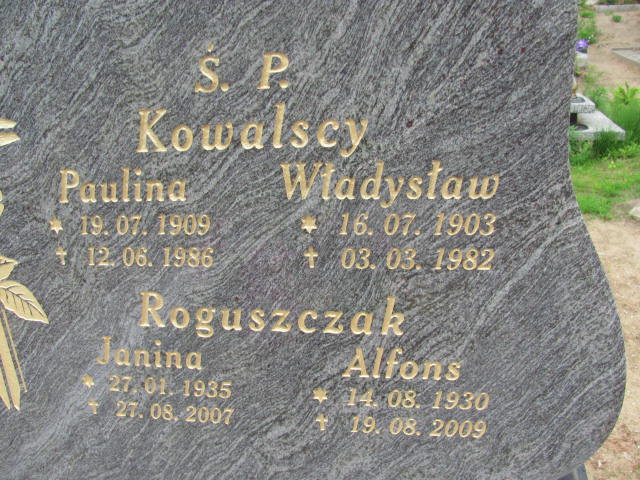 Ś. P.
Kowalscy
Paulina Władysław
* 19. 07. 1909 * 16. 07. 1903
✝ 12. 06. 1986 ✝ 03. 03. 1982
Roguszczak
Janina Alfons
* 27. 01. 1935 * 14. 08. 1930
✝ 27. 08. 2007 ✝ 19. 08. 2009